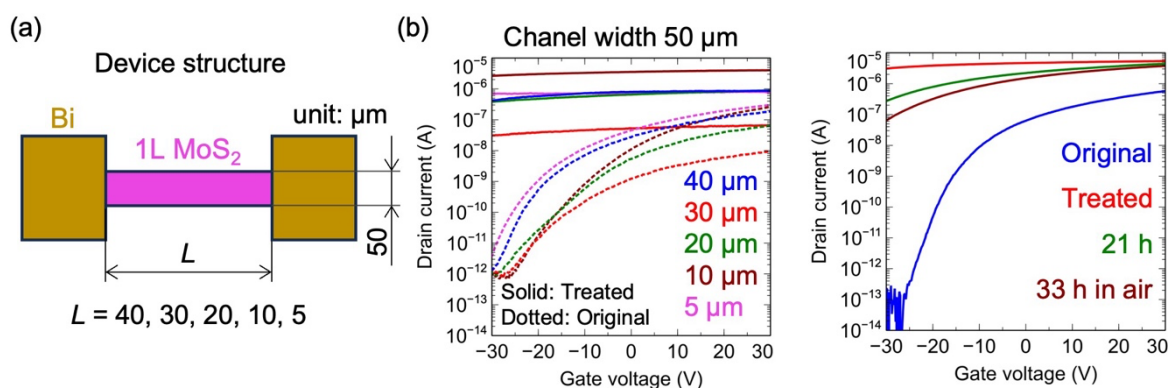 (a)
Device structure
Bi
unit: µm
1L MoS₂
50
L
L = 40, 30, 20, 10, 5
(b)
Chanel width 50 µm
Drain current (A)
10⁻⁵
10⁻⁶
10⁻⁷
10⁻⁸
10⁻⁹
10⁻¹⁰
10⁻¹¹
10⁻¹²
10⁻¹³
10⁻¹⁴
40 µm
30 µm
20 µm
10 µm
5 µm
Solid: Treated
Dotted: Original
−30 −20 −10 0 10 20 30
Gate voltage (V)
Drain current (A)
10⁻⁵
10⁻⁶
10⁻⁷
10⁻⁸
10⁻⁹
10⁻¹⁰
10⁻¹¹
10⁻¹²
10⁻¹³
10⁻¹⁴
Original
Treated
21 h
33 h in air
−30 −20 −10 0 10 20 30
Gate voltage (V)